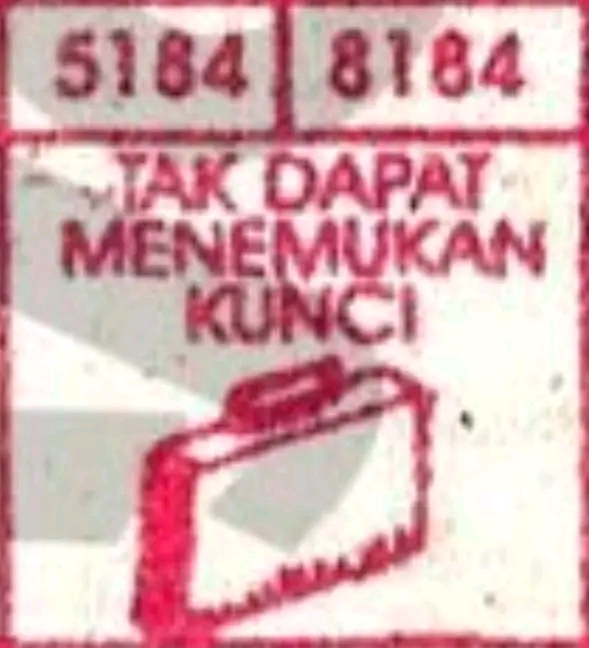 5184 8184
TAK DAPAT
MENEMUKAN
KUNCI